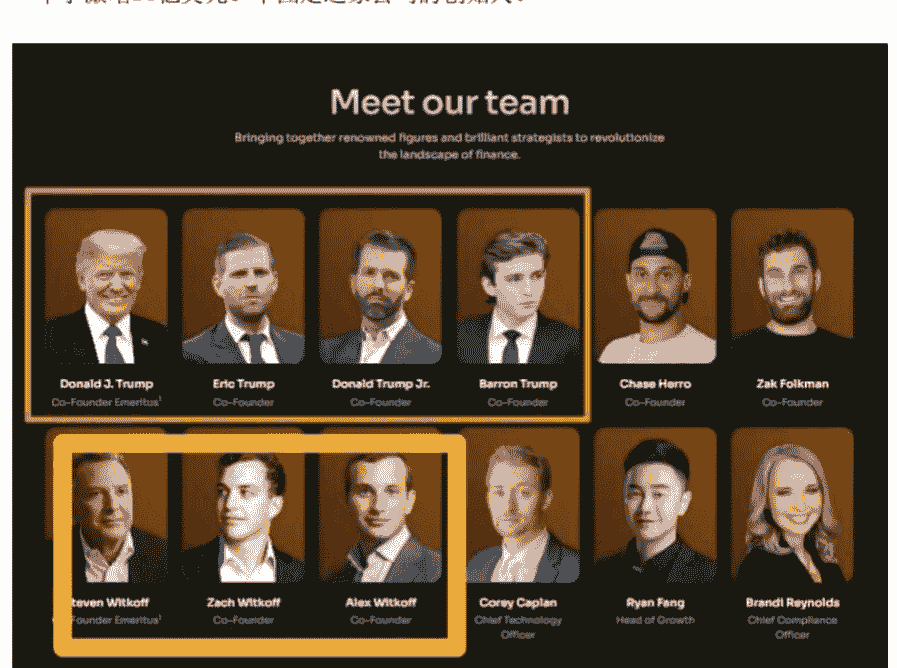 Meet our team
Bringing together renowned figures and brilliant strategists to revolutionize
the landscape of finance.
Donald J. Trump
Co-Founder Emeritus¹
Eric Trump
Co-Founder
Donald Trump Jr.
Co-Founder
Barron Trump
Co-Founder
Chase Herro
Co-Founder
Zak Folkman
Co-Founder
teven Witkoff
Founder Emeritus¹
Zach Witkoff
Co-Founder
Alex Witkoff
Co-Founder
Corey Caplan
Chief Technology
Officer
Ryan Fang
Head of Growth
Brandi Reynolds
Chief Compliance
Officer